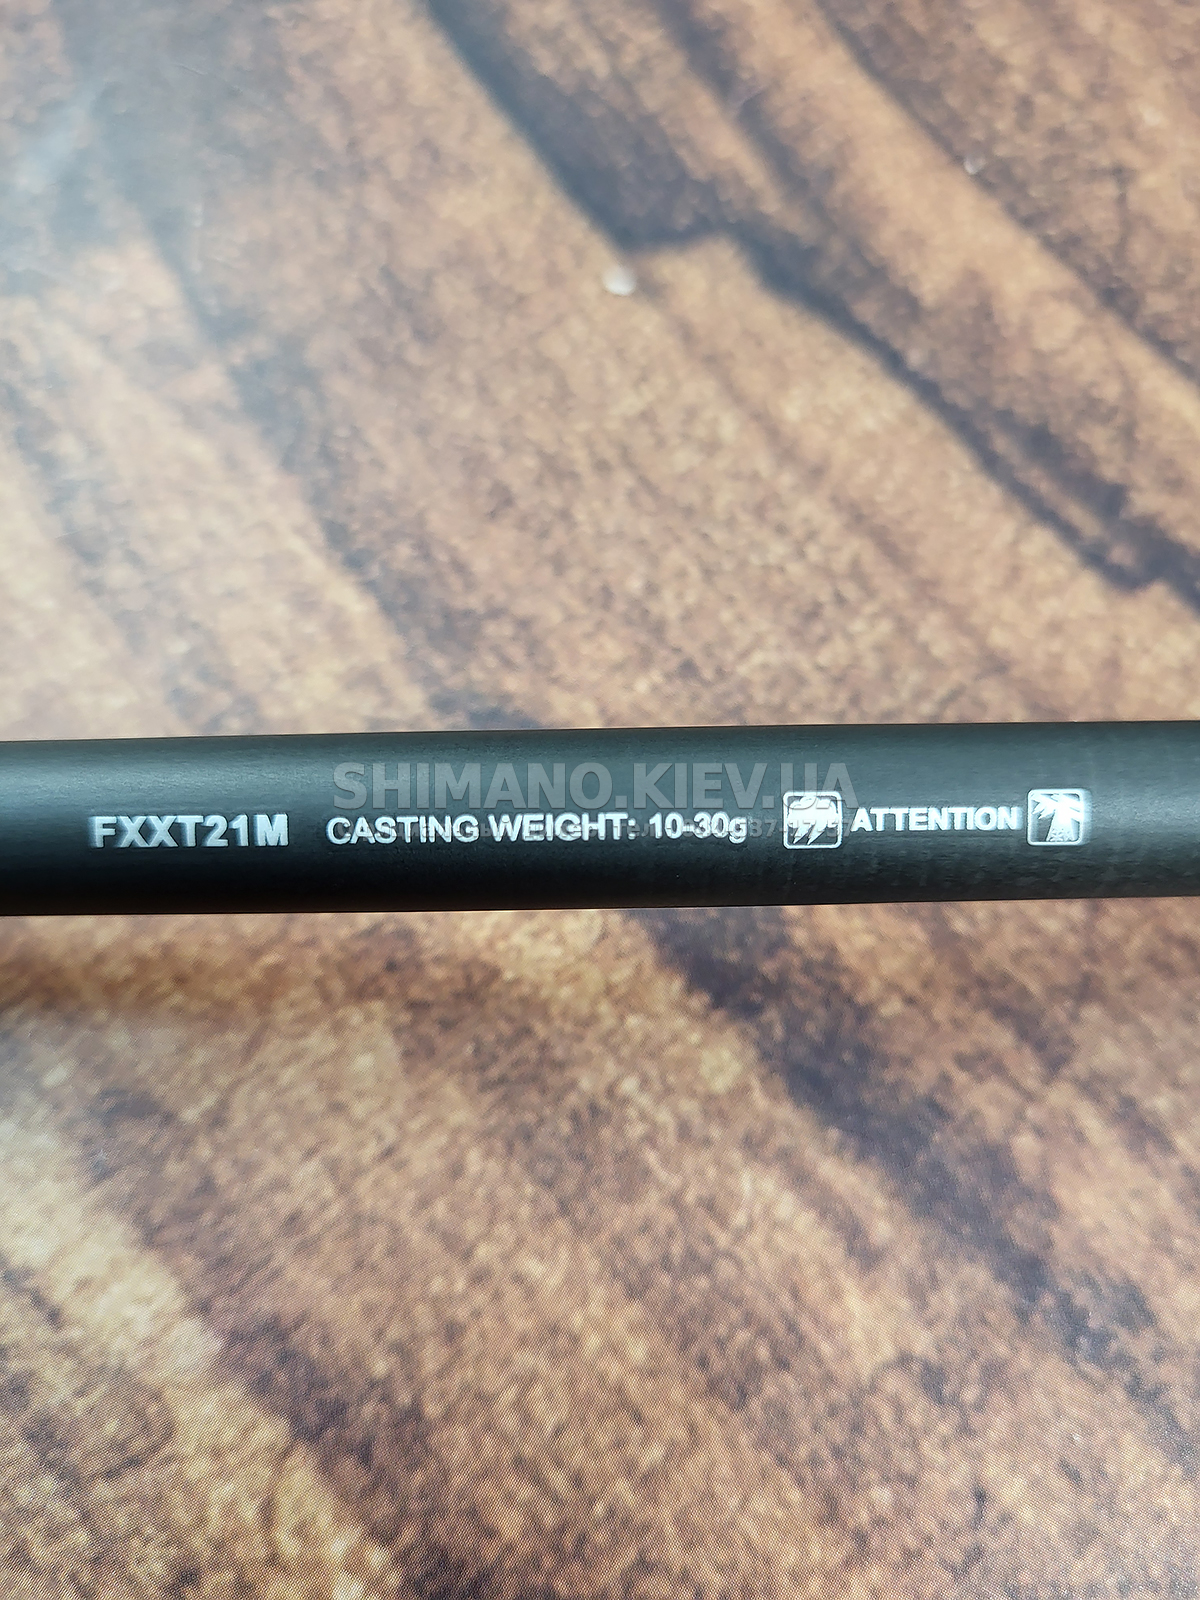 SHIMANO.KIEV.UA
FXXT21M CASTING WEIGHT: 10-30g ATTENTION